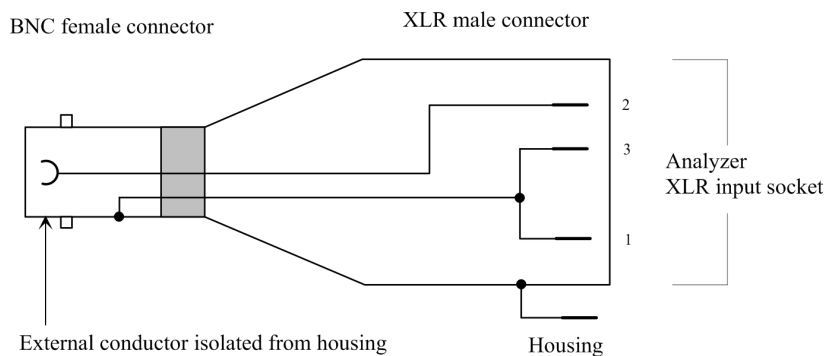 BNC female connector
XLR male connector
2
3
Analyzer
XLR input socket
1
External conductor isolated from housing
Housing